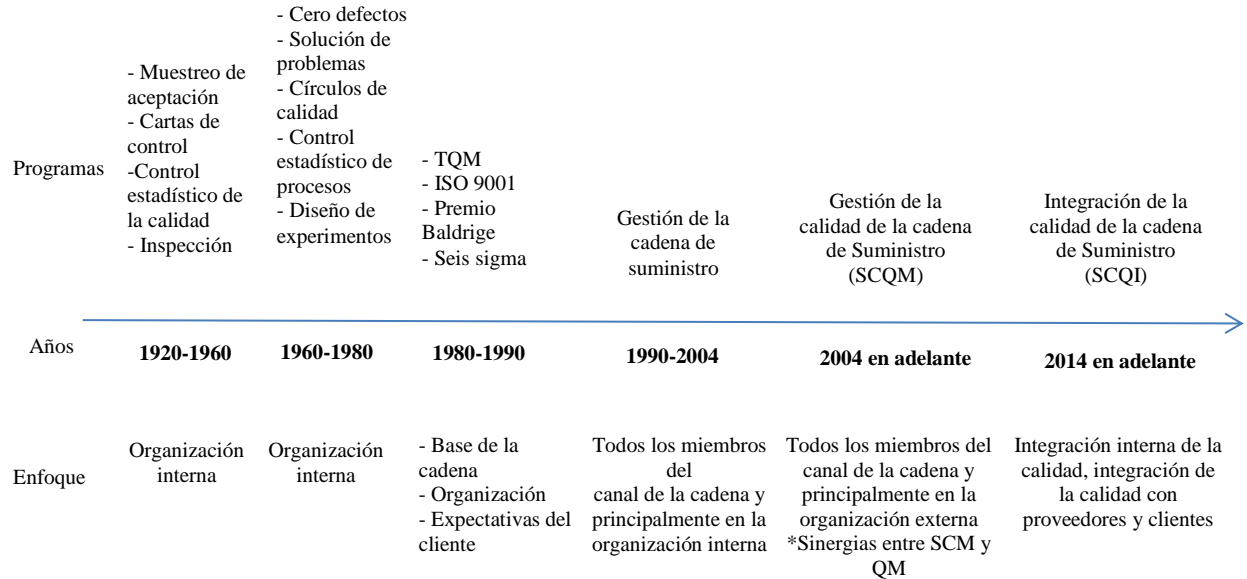 Programas
- Muestreo de
aceptación
- Cartas de
control
-Control
estadístico de
la calidad
- Inspección
- Cero defectos
- Solución de
problemas
- Círculos de
calidad
- Control
estadístico de
procesos
- Diseño de
experimentos
- TQM
- ISO 9001
- Premio
Baldrige
- Seis sigma
Gestión de la
cadena de
suministro
Gestión de la
calidad de la cadena
de Suministro
(SCQM)
Integración de la
calidad de la cadena
de Suministro
(SCQI)
Años
1920-1960
1960-1980
1980-1990
1990-2004
2004 en adelante
2014 en adelante
Enfoque
Organización
interna
Organización
interna
- Base de la
cadena
- Organización
- Expectativas del
cliente
Todos los miembros
del
canal de la cadena y
principalmente en la
organización interna
Todos los miembros del
canal de la cadena y
principalmente en la
organización externa
*Sinergias entre SCM y
QM
Integración interna de la
calidad, integración de
la calidad con
proveedores y clientes